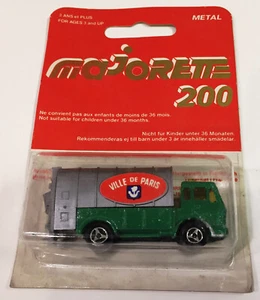 3 ANS et PLUS
FOR AGES 3 AND UP
METAL
MAJORETTE
200
Ne convient pas aux enfants de moins de 36 mois.
Not suitable for children under 36 months.
Nicht für Kinder unter 36 Monaten.
Rekommenderas ej till barn under 3 år innehåller smådelar.
VILLE DE PARIS